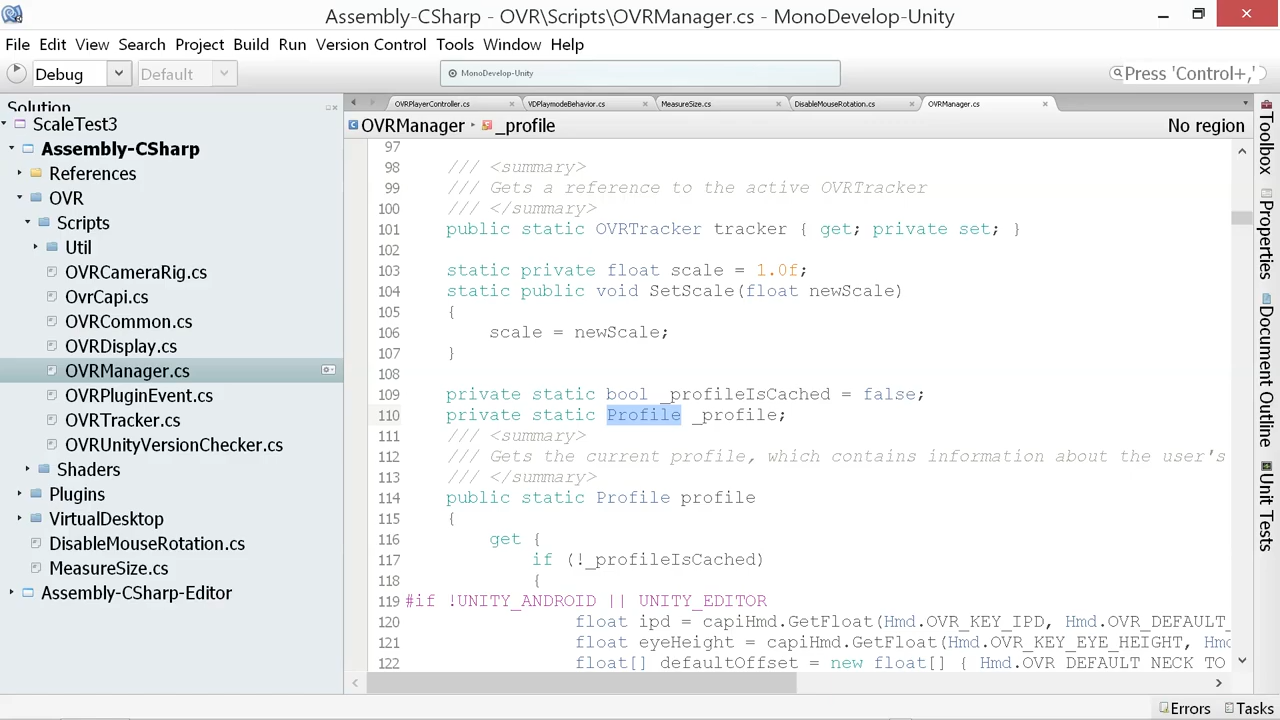 Assembly-CSharp - OVR\Scripts\OVRManager.cs - MonoDevelop-Unity
File Edit View Search Project Build Run Version Control Tools Window Help
Debug Default MonoDevelop-Unity Press 'Control+,'
Solution
ScaleTest3
Assembly-CSharp
References
OVR
Scripts
Util
OVRCameraRig.cs
OvrCapi.cs
OVRCommon.cs
OVRDisplay.cs
OVRManager.cs
OVRPluginEvent.cs
OVRTracker.cs
OVRUnityVersionChecker.cs
Shaders
Plugins
VirtualDesktop
DisableMouseRotation.cs
MeasureSize.cs
Assembly-CSharp-Editor
OVRPlayerController.cs VDPlaymodeBehavior.cs MeasureSize.cs DisableMouseRotation.cs OVRManager.cs
OVRManager _profile No region
97
98 /// <summary>
99 /// Gets a reference to the active OVRTracker
100 /// </summary>
101 public static OVRTracker tracker { get; private set; }
102
103 static private float scale = 1.0f;
104 static public void SetScale(float newScale)
105 {
106 scale = newScale;
107 }
108
109 private static bool _profileIsCached = false;
110 private static Profile _profile;
111 /// <summary>
112 /// Gets the current profile, which contains information about the user's
113 /// </summary>
114 public static Profile profile
115 {
116 get {
117 if (!_profileIsCached)
118 {
119 #if !UNITY_ANDROID || UNITY_EDITOR
120 float ipd = capiHmd.GetFloat(Hmd.OVR_KEY_IPD, Hmd.OVR_DEFAULT_
121 float eyeHeight = capiHmd.GetFloat(Hmd.OVR_KEY_EYE_HEIGHT, Hmd
122 float[] defaultOffset = new float[] { Hmd.OVR_DEFAULT_NECK_TO
Toolbox
Properties
Document Outline
Unit Tests
Errors Tasks